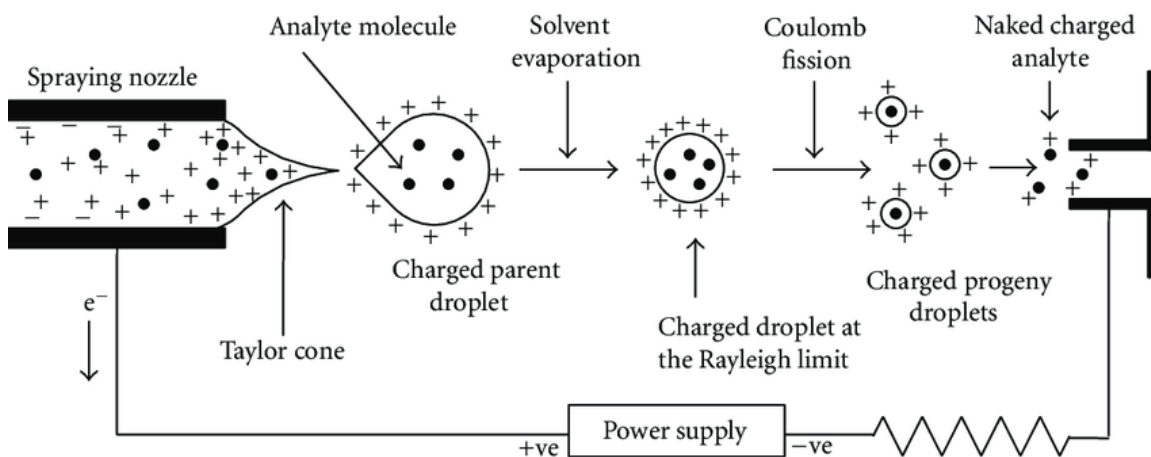 Analyte molecule
Solvent
evaporation
Coulomb
fission
Naked charged
analyte
Spraying nozzle
Charged parent
droplet
Charged progeny
droplets
e⁻
Taylor cone
Charged droplet at
the Rayleigh limit
+ve
Power supply
−ve